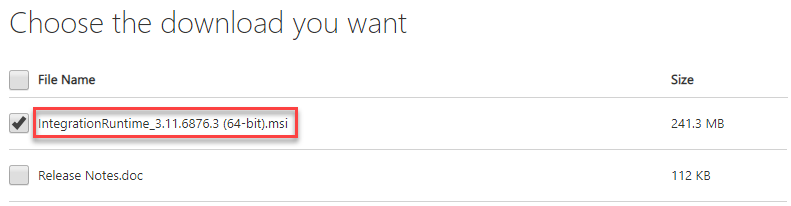 Choose the download you want
File Name Size
IntegrationRuntime_3.11.6876.3 (64-bit).msi 241.3 MB
Release Notes.doc 112 KB